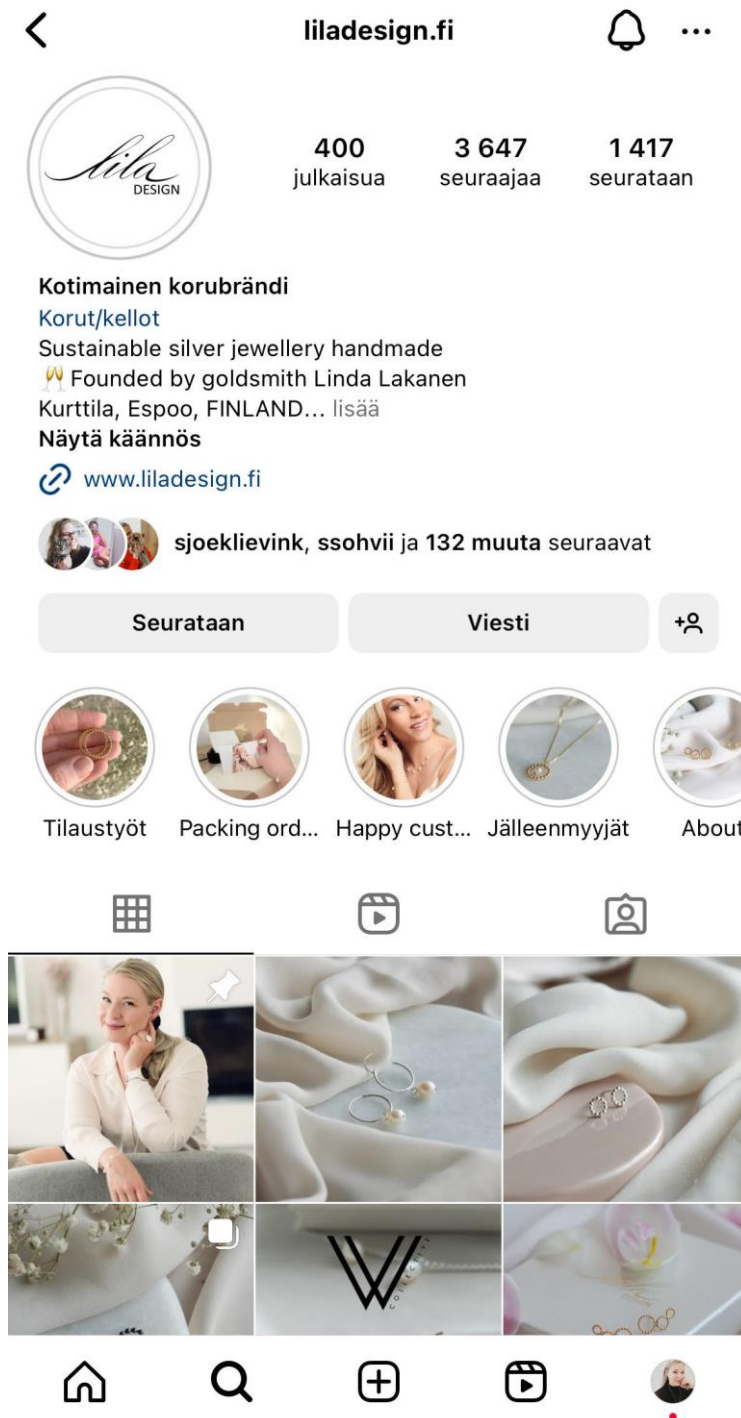 liladesign.fi
lila
DESIGN
400
julkaisua
3 647
seuraajaa
1 417
seurataan
Kotimainen korubrändi
Korut/kellot
Sustainable silver jewellery handmade
🥂 Founded by goldsmith Linda Lakanen
Kurttila, Espoo, FINLAND... lisää
Näytä käännös
www.liladesign.fi
sjoeklievink, ssohvii ja 132 muuta seuraavat
Seurataan
Viesti
Tilaustyöt
Packing ord...
Happy cust...
Jälleenmyyjät
About
W
COLLECTIVE